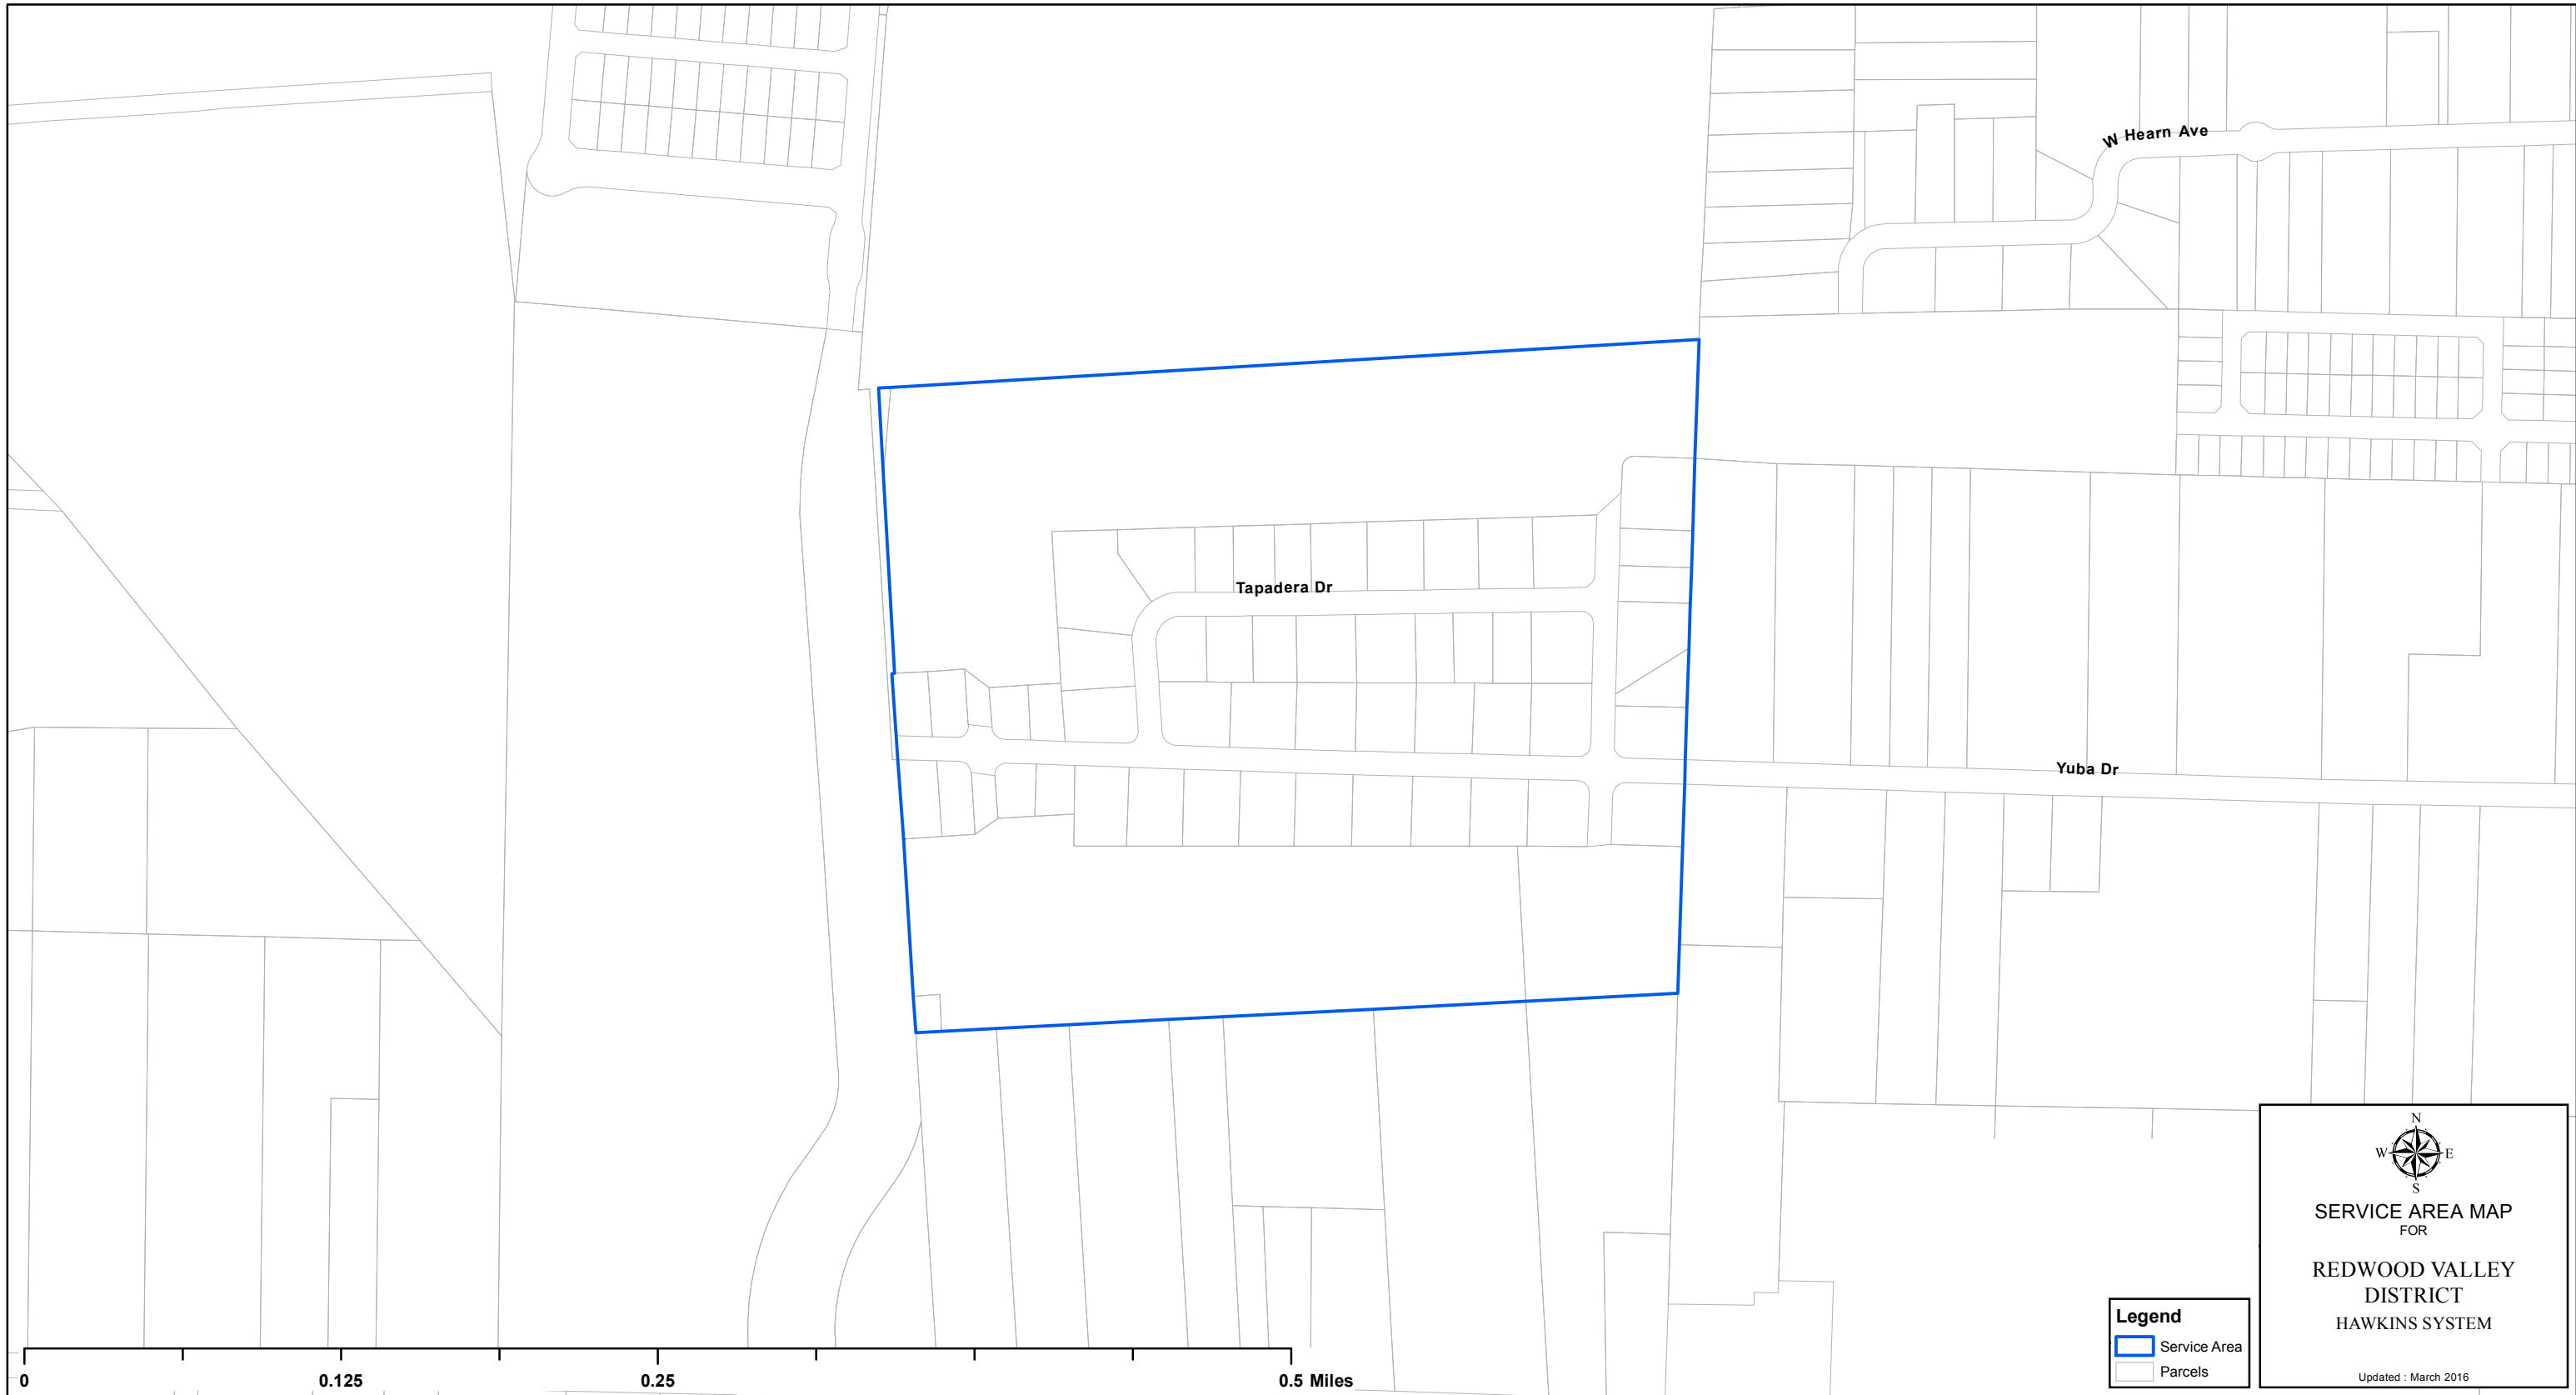 W Hearn Ave
Tapadera Dr
Yuba Dr
N
W E
S
SERVICE AREA MAP
FOR
REDWOOD VALLEY
DISTRICT
HAWKINS SYSTEM
Updated : March 2016
Legend
Service Area
Parcels
0 0.125 0.25 0.5 Miles